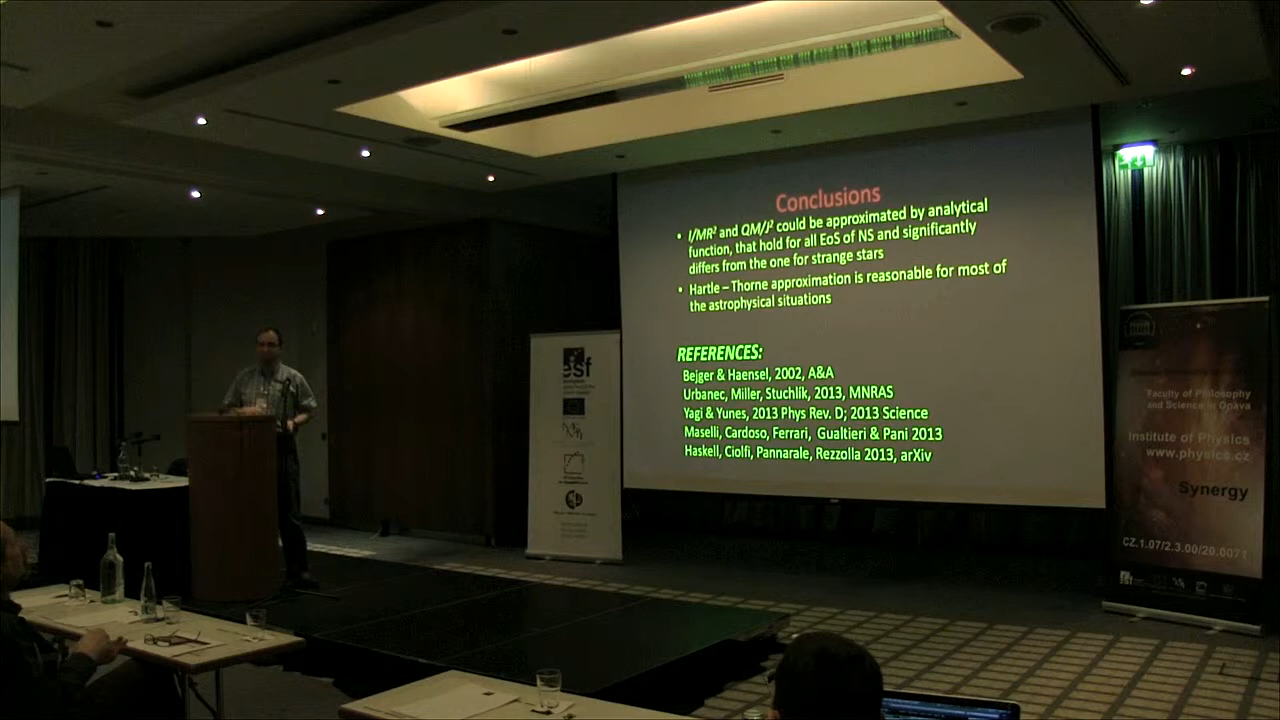 Conclusions
• I/MR² and QM/J² could be approximated by analytical
function, that hold for all EoS of NS and significantly
differs from the one for strange stars
• Hartle – Thorne approximation is reasonable for most of
the astrophysical situations
REFERENCES:
Bejger & Haensel, 2002, A&A
Urbanec, Miller, Stuchlík, 2013, MNRAS
Yagi & Yunes, 2013 Phys Rev. D; 2013 Science
Maselli, Cardoso, Ferrari, Gualtieri & Pani 2013
Haskell, Ciolfi, Pannarale, Rezzolla 2013, arXiv
esf
Faculty of Philosophy
and Science in Opava
Institute of Physics
www.physics.cz
Synergy
CZ.1.07/2.3.00/20.0071
esf